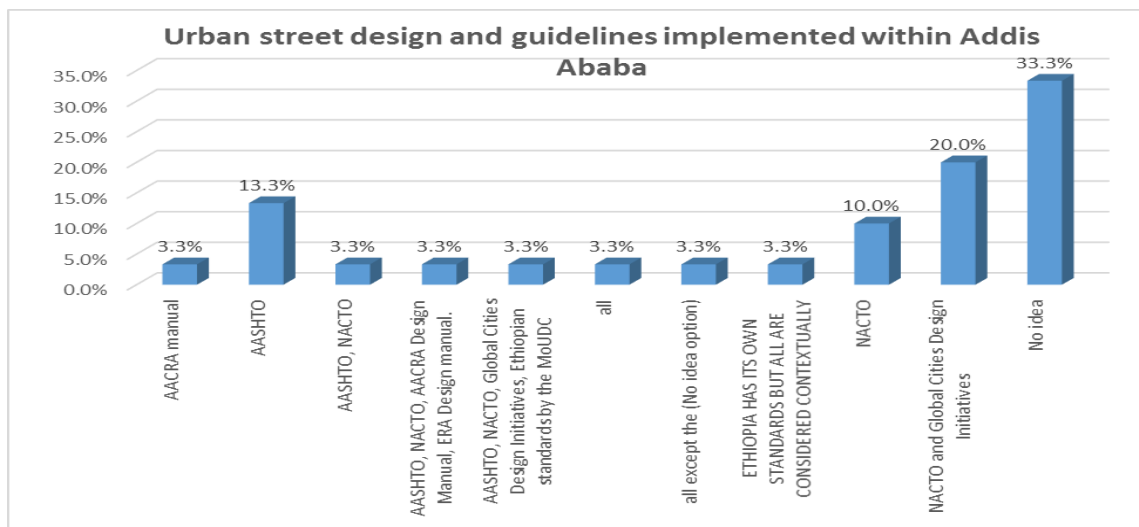 Urban street design and guidelines implemented within Addis
Ababa
35.0%
30.0%
25.0%
20.0%
15.0%
10.0%
5.0%
0.0%
3.3%
13.3%
3.3%
3.3%
3.3%
3.3%
3.3%
3.3%
10.0%
20.0%
33.3%
AACRA manual
AASHTO
AASHTO, NACTO
AASHTO, NACTO, AACRA Design
Manual, ERA Design manual.
AASHTO, NACTO, Global Cities
Design Initiatives, Ethiopian
standards by the MoUDC
all
all except the (No idea option)
ETHIOPIA HAS ITS OWN
STANDARDS BUT ALL ARE
CONSIDERED CONTEXTUALLY
NACTO
NACTO and Global Cities Design
Initiatives
No idea